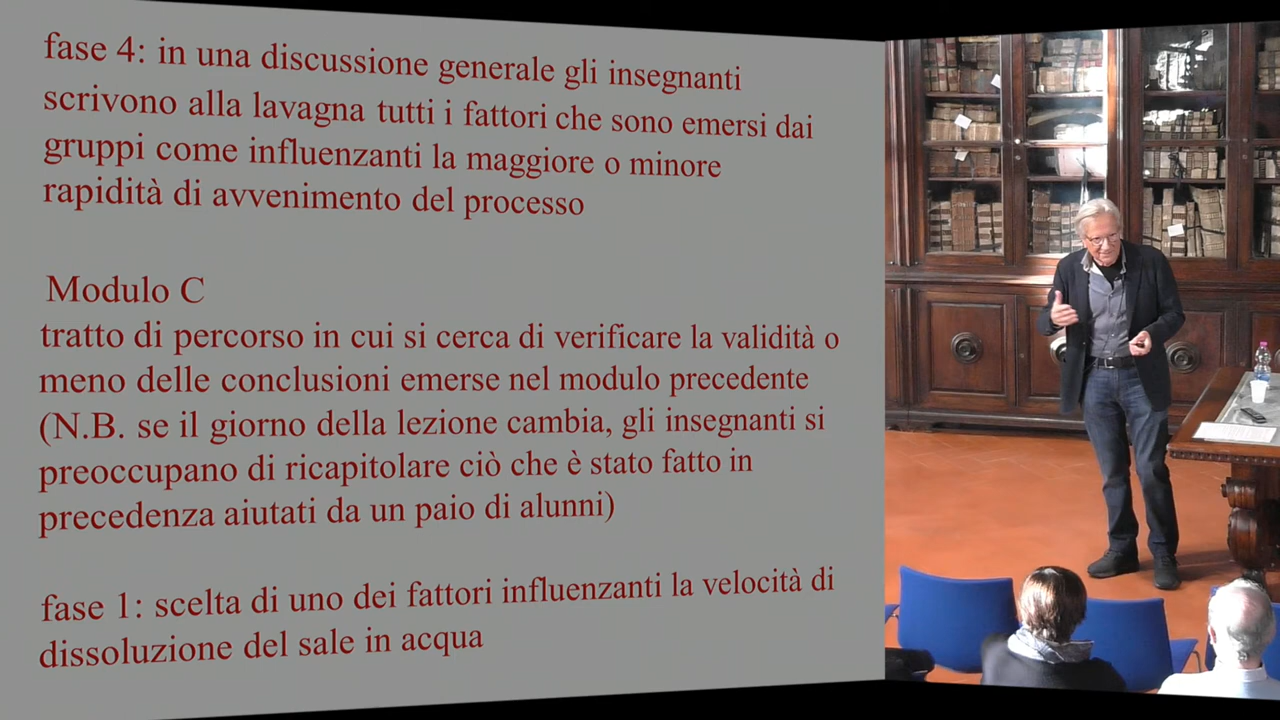 fase 4: in una discussione generale gli insegnanti
scrivono alla lavagna tutti i fattori che sono emersi dai
gruppi come influenzanti la maggiore o minore
rapidità di avvenimento del processo
Modulo C
tratto di percorso in cui si cerca di verificare la validità o
meno delle conclusioni emerse nel modulo precedente
(N.B. se il giorno della lezione cambia, gli insegnanti si
preoccupano di ricapitolare ciò che è stato fatto in
precedenza aiutati da un paio di alunni)
fase 1: scelta di uno dei fattori influenzanti la velocità di
dissoluzione del sale in acqua